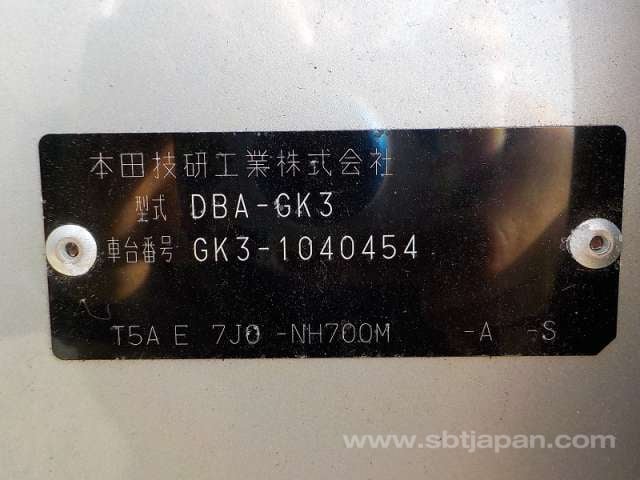 本田技研工業株式会社
型式 DBA-GK3
車台番号 GK3-1040454
T5A E 7J0 -NH700M -A -S
www.sbtjapan.com